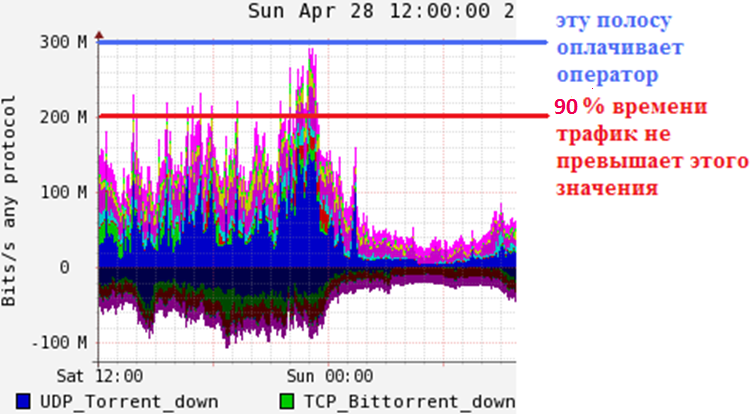 Sun Apr 28 12:00:00 2
эту полосу
оплачивает
оператор
300 M
90 % времени
трафик не
превышает этого
значения
200 M
100 M
0
-100 M
Bits/s any protocol
Sat 12:00
Sun 00:00
UDP_Torrent_down
TCP_Bittorrent_down